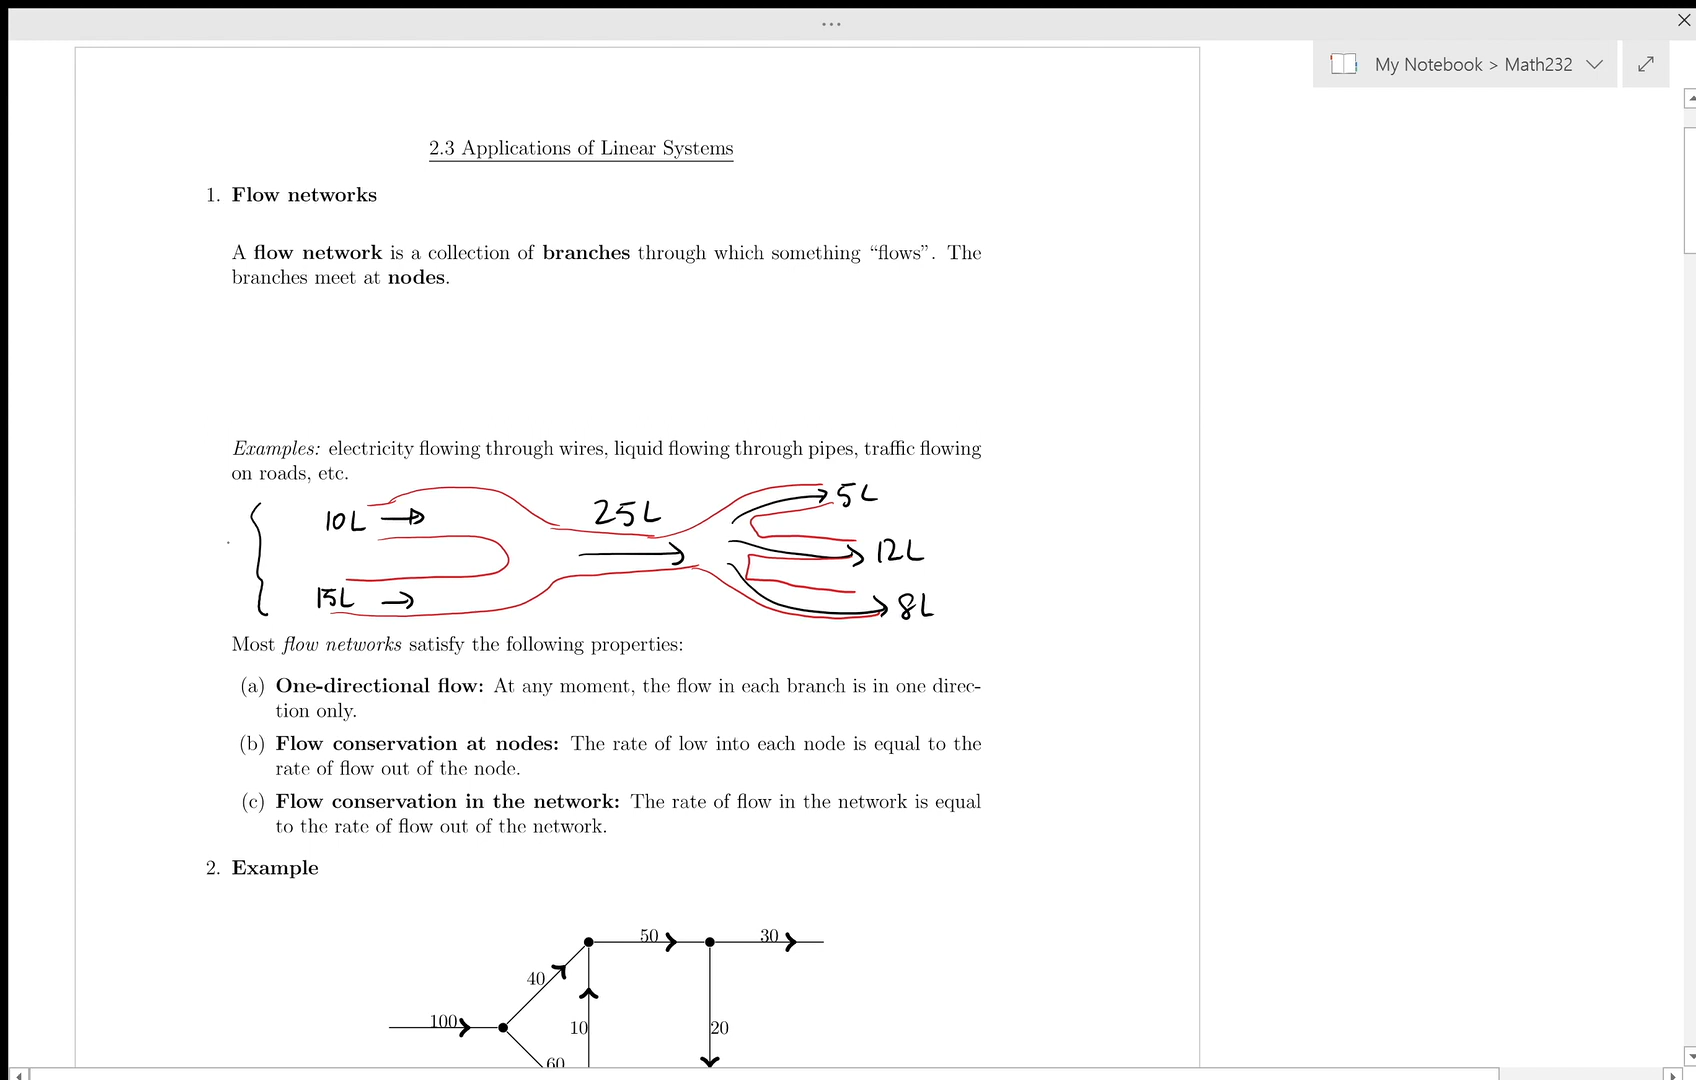 ...
My Notebook > Math232
2.3 Applications of Linear Systems
1. Flow networks
A flow network is a collection of branches through which something “flows”. The
branches meet at nodes.
Examples: electricity flowing through wires, liquid flowing through pipes, traffic flowing
on roads, etc.
10L 25L 5L
12L
15L 8L
Most flow networks satisfy the following properties:
(a) One-directional flow: At any moment, the flow in each branch is in one direc-
tion only.
(b) Flow conservation at nodes: The rate of low into each node is equal to the
rate of flow out of the node.
(c) Flow conservation in the network: The rate of flow in the network is equal
to the rate of flow out of the network.
2. Example
50 30
40
100 10 20
60